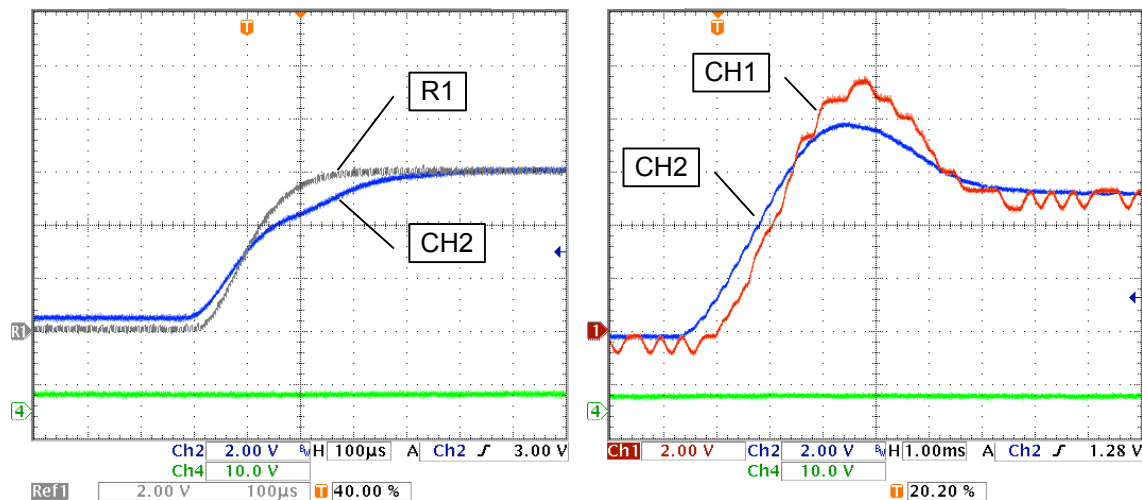 T
R1
CH2
R1
4
Ch2 2.00 V BW H 100µs A Ch2 ƒ 3.00 V
Ch4 10.0 V
Ref1 2.00 V 100µs T 40.00 %
T
CH1
CH2
1
4
Ch1 2.00 V Ch2 2.00 V BW H 1.00ms A Ch2 ƒ 1.28 V
Ch4 10.0 V
T 20.20 %